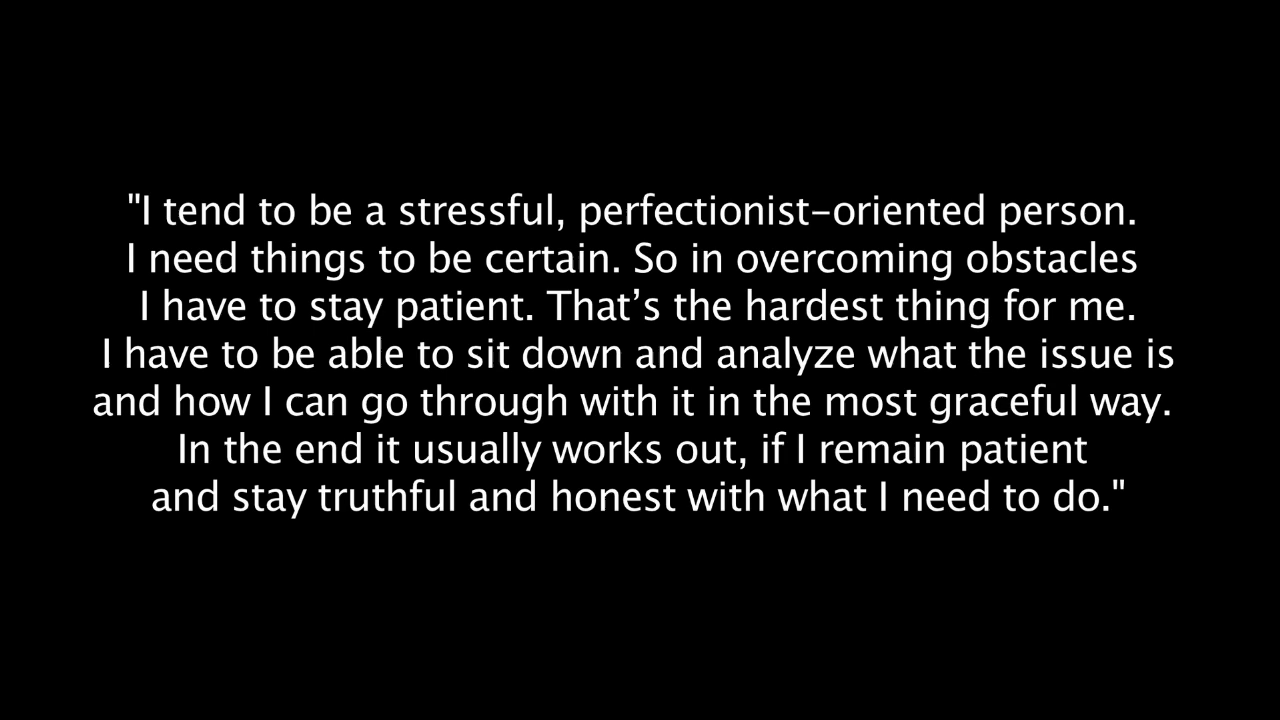 "I tend to be a stressful, perfectionist–oriented person.
I need things to be certain. So in overcoming obstacles
I have to stay patient. That’s the hardest thing for me.
I have to be able to sit down and analyze what the issue is
and how I can go through with it in the most graceful way.
In the end it usually works out, if I remain patient
and stay truthful and honest with what I need to do."